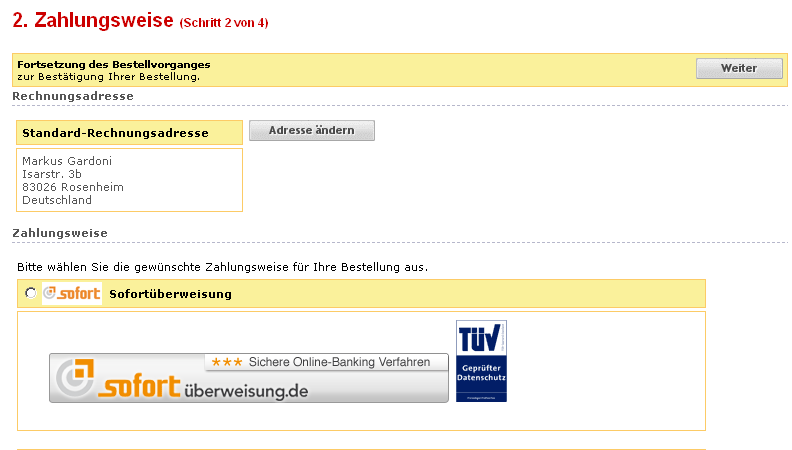 2. Zahlungsweise (Schritt 2 von 4)
Fortsetzung des Bestellvorganges
zur Bestätigung Ihrer Bestellung.
Weiter
Rechnungsadresse
Standard-Rechnungsadresse
Adresse ändern
Markus Gardoni
Isarstr. 3b
83026 Rosenheim
Deutschland
Zahlungsweise
Bitte wählen Sie die gewünschte Zahlungsweise für Ihre Bestellung aus.
sofort Sofortüberweisung
*** Sichere Online-Banking Verfahren
sofort überweisung.de
TÜV
Geprüfter
Datenschutz